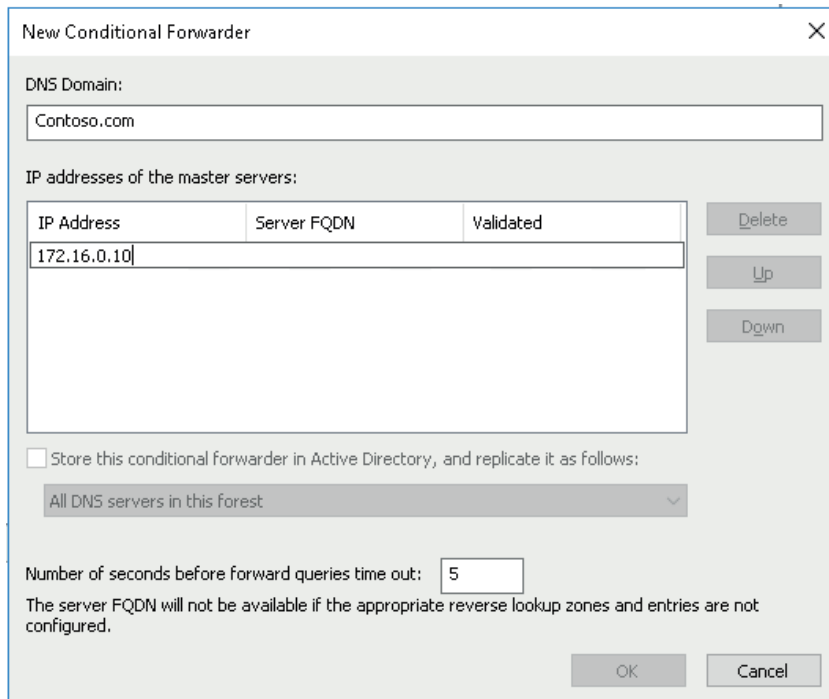 New Conditional Forwarder
DNS Domain:
Contoso.com
IP addresses of the master servers:
IP Address Server FQDN Validated
172.16.0.10
Delete
Up
Down
Store this conditional forwarder in Active Directory, and replicate it as follows:
All DNS servers in this forest
Number of seconds before forward queries time out: 5
The server FQDN will not be available if the appropriate reverse lookup zones and entries are not
configured.
OK Cancel